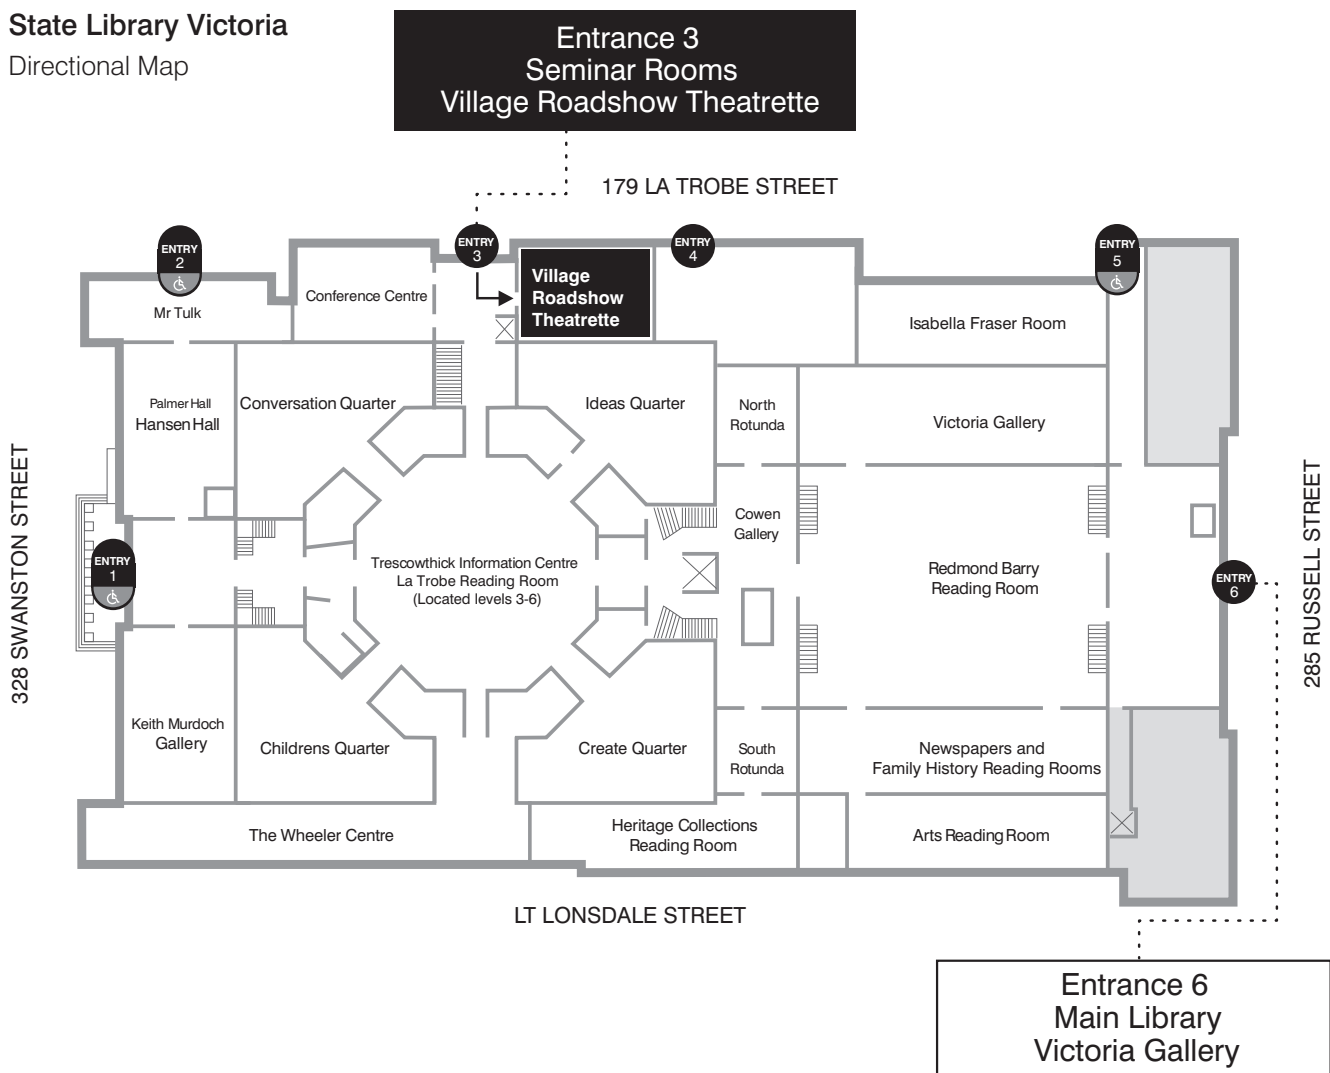 State Library Victoria
Directional Map
Entrance 3
Seminar Rooms
Village Roadshow Theatrette
179 LA TROBE STREET
ENTRY
2
ENTRY
3
ENTRY
4
ENTRY
5
Mr Tulk
Conference Centre
Village
Roadshow
Theatrette
Isabella Fraser Room
Palmer Hall
Hansen Hall
Conversation Quarter
Ideas Quarter
North
Rotunda
Victoria Gallery
328 SWANSTON STREET
ENTRY
1
Trescowthick Information Centre
La Trobe Reading Room
(Located levels 3-6)
Cowen
Gallery
Redmond Barry
Reading Room
ENTRY
6
285 RUSSELL STREET
Keith Murdoch
Gallery
Childrens Quarter
Create Quarter
South
Rotunda
Newspapers and
Family History Reading Rooms
The Wheeler Centre
Heritage Collections
Reading Room
Arts Reading Room
LT LONSDALE STREET
Entrance 6
Main Library
Victoria Gallery